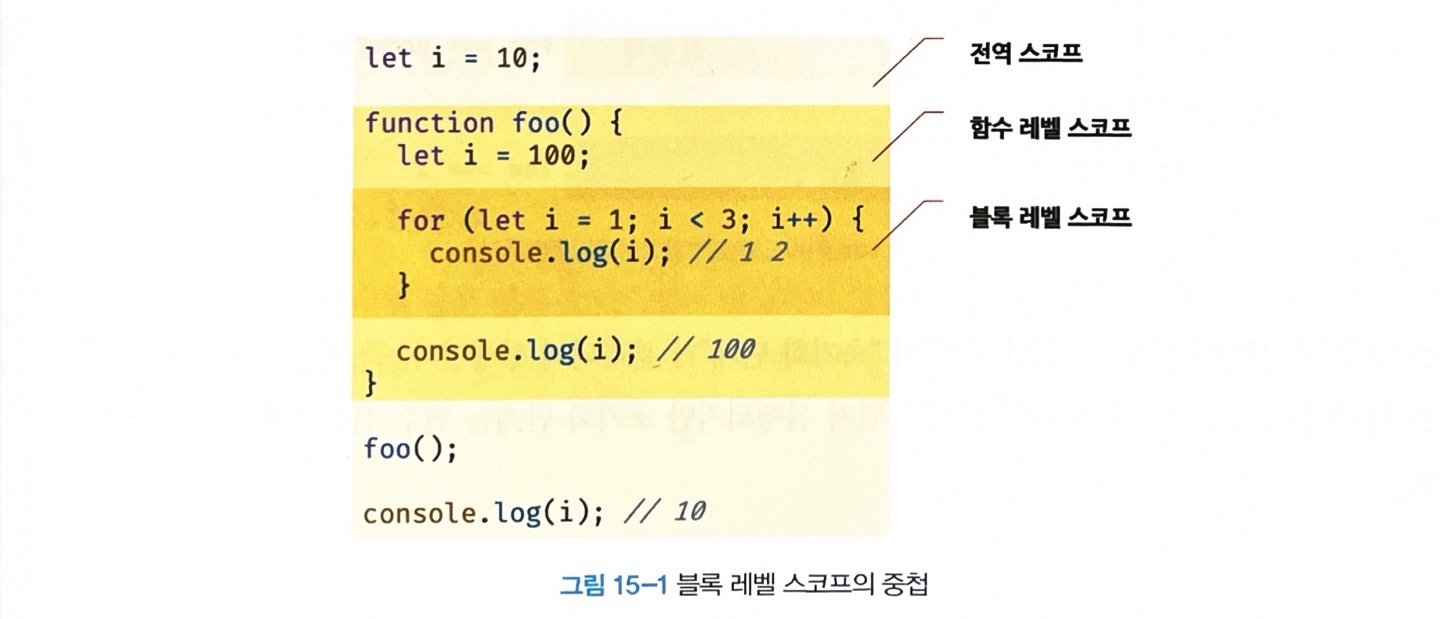 let i = 10;
전역 스코프
function foo() {
함수 레벨 스코프
let i = 100;
for (let i = 1; i < 3; i++) {
블록 레벨 스코프
console.log(i); // 1 2
}
console.log(i); // 100
}
foo();
console.log(i); // 10
그림 15-1 블록 레벨 스코프의 중첩